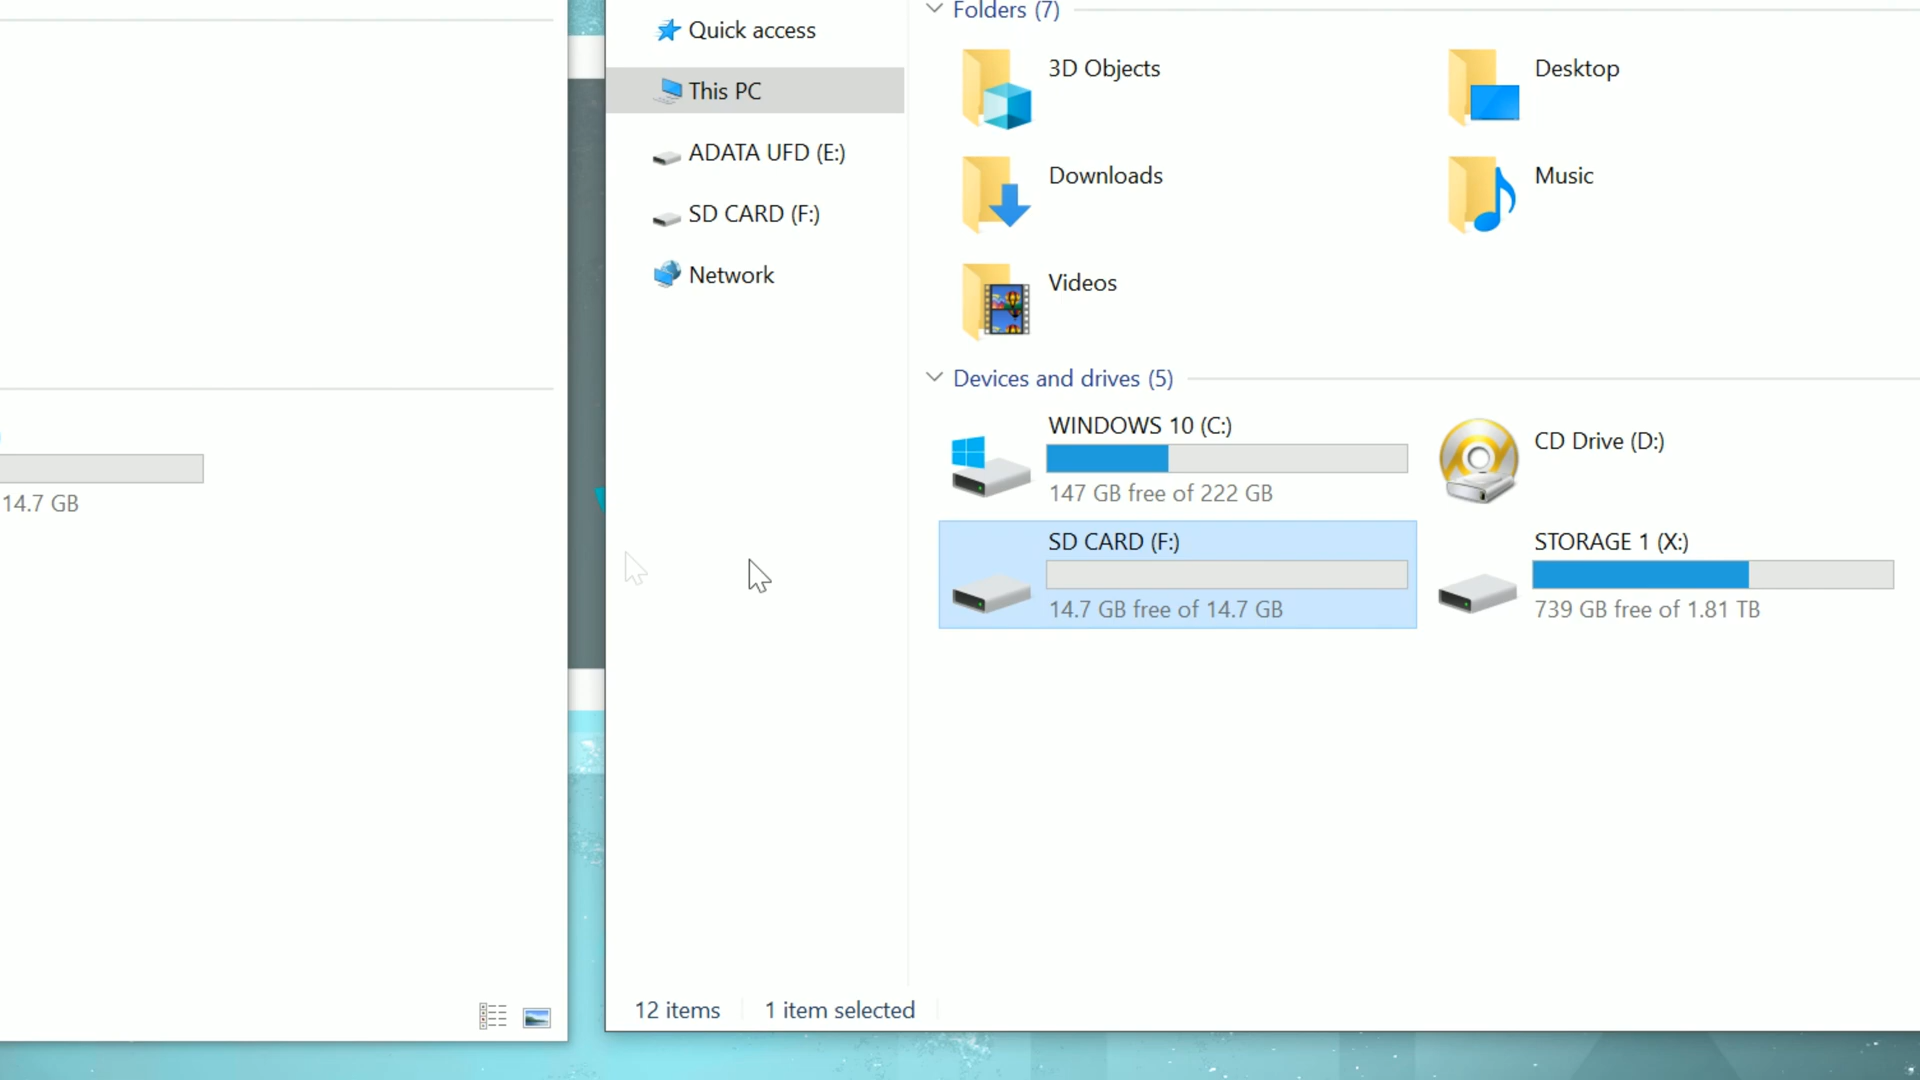 14.7 GB
Quick access
This PC
ADATA UFD (E:)
SD CARD (F:)
Network
Folders (7)
3D Objects
Desktop
Downloads
Music
Videos
Devices and drives (5)
WINDOWS 10 (C:)
147 GB free of 222 GB
CD Drive (D:)
SD CARD (F:)
14.7 GB free of 14.7 GB
STORAGE 1 (X:)
739 GB free of 1.81 TB
12 items
1 item selected